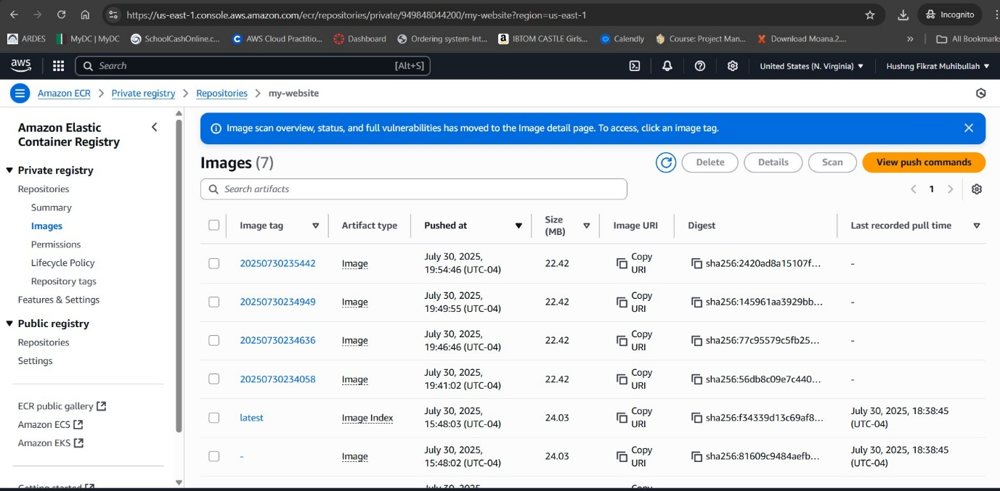 https://us-east-1.console.aws.amazon.com/ecr/repositories/private/949848044200/my-website?region=us-east-1
Incognito
ARDES
MyDC | MyDC
SchoolCashOnline.c...
AWS Cloud Practitio...
Dashboard
Ordering system-Int...
IBTOM CASTLE Girls...
Calendly
Course: Project Man...
Download Moana.2....
»
All Bookmarks
aws
Search
[Alt+S]
United States (N. Virginia)
Hushng Fikrat Muhibullah
Amazon ECR
Private registry
Repositories
my-website
Amazon Elastic
Container Registry
Private registry
Repositories
Summary
Images
Permissions
Lifecycle Policy
Repository tags
Features & Settings
Public registry
Repositories
Settings
ECR public gallery
Amazon ECS
Amazon EKS
Getting started
Image scan overview, status, and full vulnerabilities has moved to the Image detail page. To access, click an image tag.
Images (7)
Delete
Details
Scan
View push commands
Search artifacts
1
Image tag
Artifact type
Pushed at
Size
(MB)
Image URI
Digest
Last recorded pull time
20250730235442
Image
July 30, 2025,
19:54:46 (UTC-04)
22.42
Copy
URI
sha256:2420ad8a15107f...
-
20250730234949
Image
July 30, 2025,
19:49:55 (UTC-04)
22.42
Copy
URI
sha256:145961aa3929bb...
-
20250730234636
Image
July 30, 2025,
19:46:46 (UTC-04)
22.42
Copy
URI
sha256:77c95579c5fb25...
-
20250730234058
Image
July 30, 2025,
19:41:02 (UTC-04)
22.42
Copy
URI
sha256:56db8c09e7c440...
-
latest
Image Index
July 30, 2025,
15:48:03 (UTC-04)
24.03
Copy
URI
sha256:f34339d13c69af8...
July 30, 2025, 18:38:45
(UTC-04)
-
Image
July 30, 2025,
15:48:02 (UTC-04)
24.03
Copy
URI
sha256:81609c9484aefb...
July 30, 2025, 18:38:45
(UTC-04)
July 30, 2025,
Copy